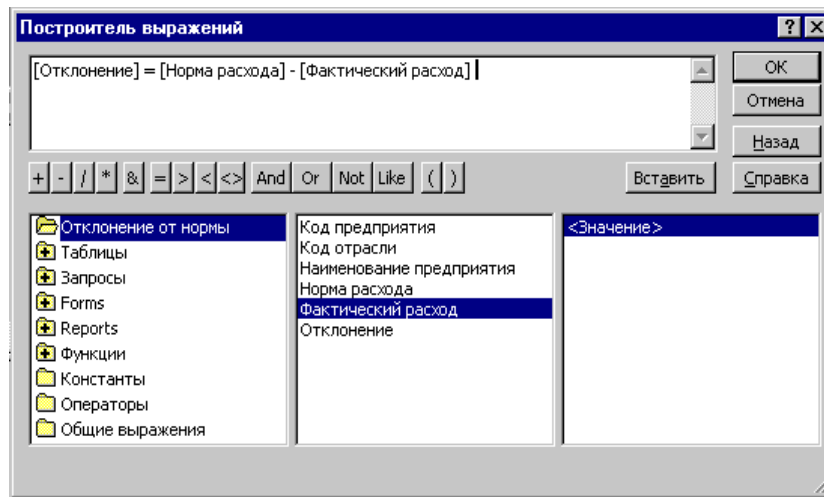 Построитель выражений
[Отклонение] = [Норма расхода] - [Фактический расход]
ОК
Отмена
Назад
+ - / * & = > < <> And Or Not Like ( ) Вставить Справка
Отклонение от нормы
Таблицы
Запросы
Forms
Reports
Функции
Константы
Операторы
Общие выражения
Код предприятия
Код отрасли
Наименование предприятия
Норма расхода
Фактический расход
Отклонение
<Значение>